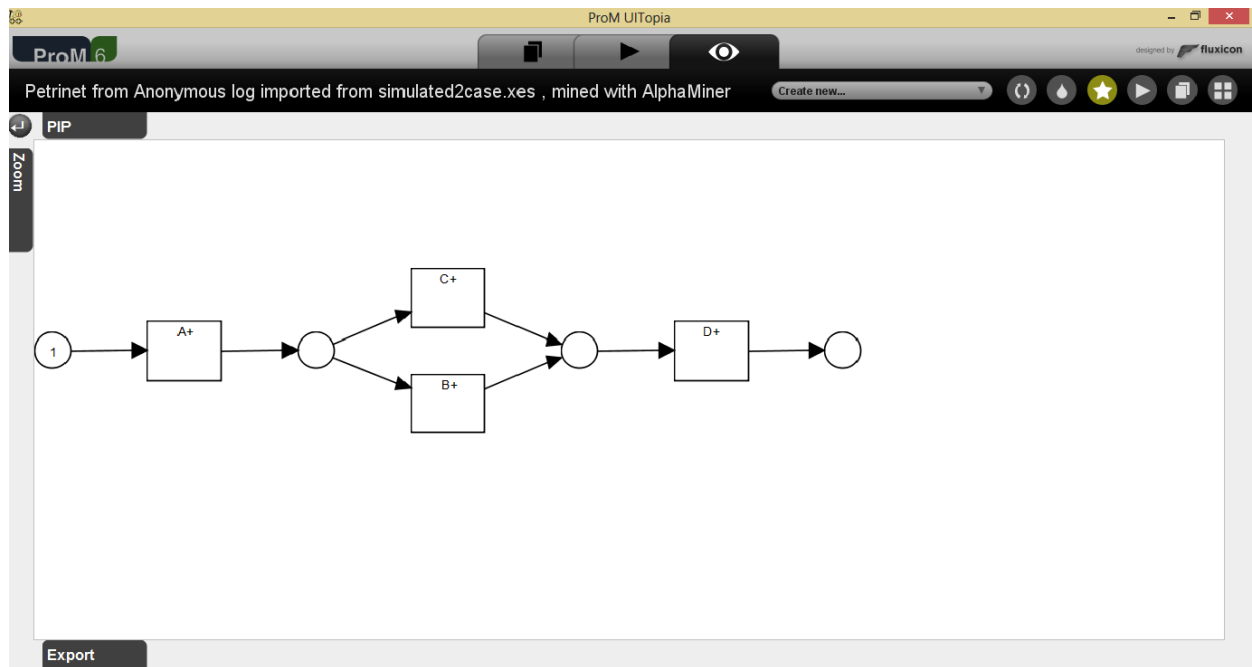 ProM UITopia
ProM 6
designed by fluxicon
Petrinet from Anonymous log imported from simulated2case.xes , mined with AlphaMiner
Create new...
PIP
Zoom
C+
A+
D+
1
B+
Export